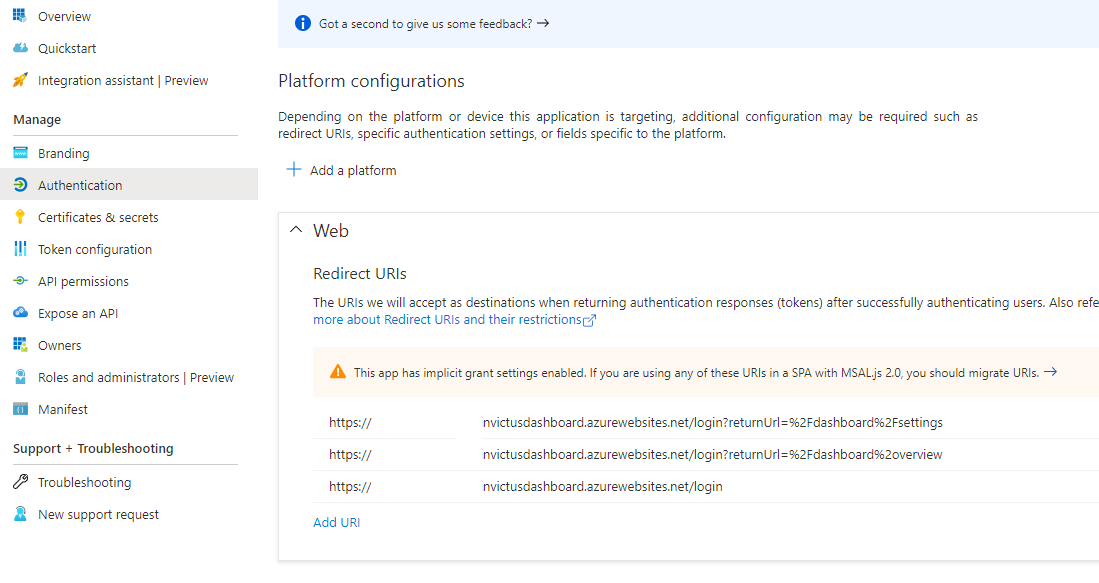 Overview
Quickstart
Integration assistant | Preview
Manage
Branding
Authentication
Certificates & secrets
Token configuration
API permissions
Expose an API
Owners
Roles and administrators | Preview
Manifest
Support + Troubleshooting
Troubleshooting
New support request
Got a second to give us some feedback? →
Platform configurations
Depending on the platform or device this application is targeting, additional configuration may be required such as
redirect URIs, specific authentication settings, or fields specific to the platform.
Add a platform
Web
Redirect URIs
The URIs we will accept as destinations when returning authentication responses (tokens) after successfully authenticating users. Also refe
more about Redirect URIs and their restrictions
This app has implicit grant settings enabled. If you are using any of these URIs in a SPA with MSAL.js 2.0, you should migrate URIs. →
https:// nvictusdashboard.azurewebsites.net/login?returnUrl=%2Fdashboard%2Fsettings
https:// nvictusdashboard.azurewebsites.net/login?returnUrl=%2Fdashboard%2overview
https:// nvictusdashboard.azurewebsites.net/login
Add URI